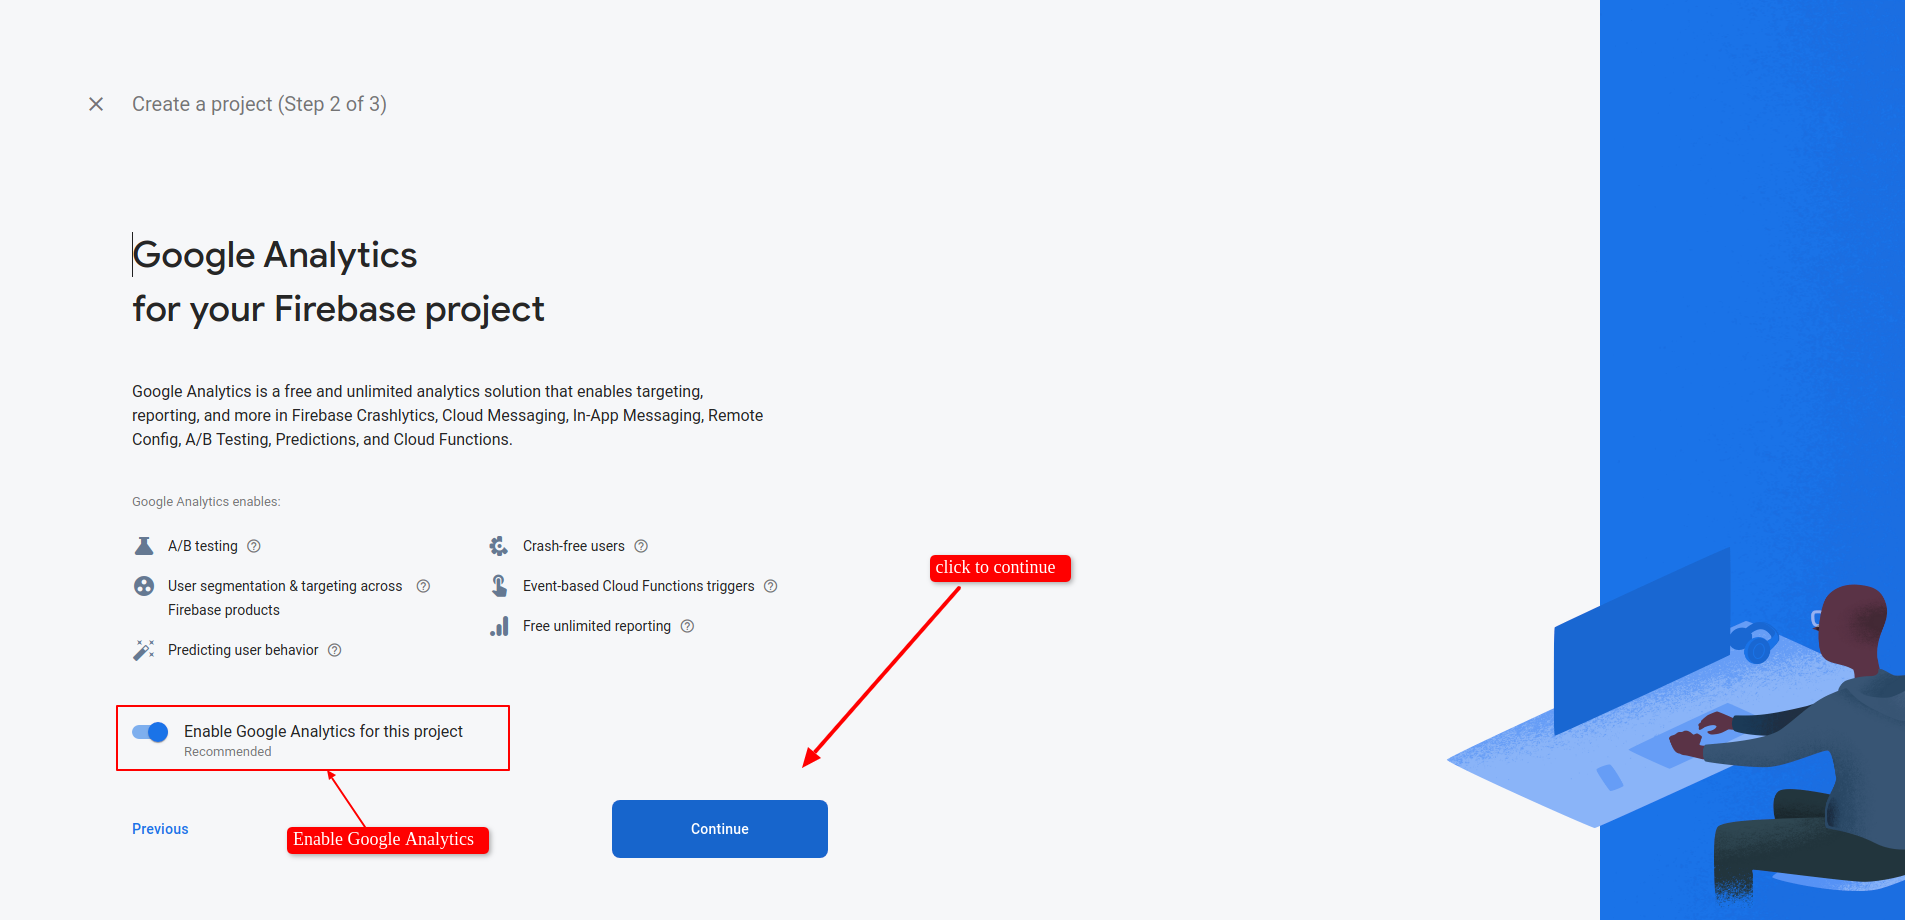 Create a project (Step 2 of 3)
Google Analytics
for your Firebase project
Google Analytics is a free and unlimited analytics solution that enables targeting,
reporting, and more in Firebase Crashlytics, Cloud Messaging, In-App Messaging, Remote
Config, A/B Testing, Predictions, and Cloud Functions.
Google Analytics enables:
A/B testing
User segmentation & targeting across
Firebase products
Predicting user behavior
Crash-free users
Event-based Cloud Functions triggers
Free unlimited reporting
click to continue
Enable Google Analytics for this project
Recommended
Previous
Enable Google Analytics
Continue